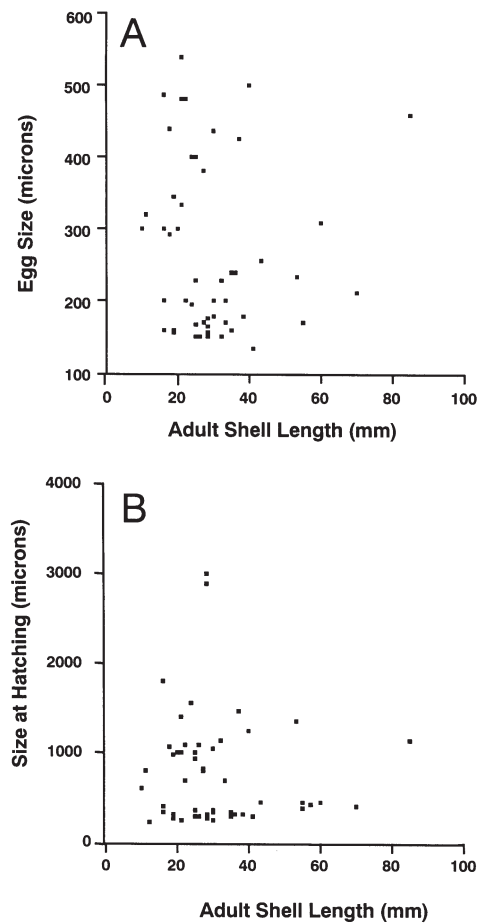 A
600
500
400
300
200
100
Egg Size (microns)
0 20 40 60 80 100
Adult Shell Length (mm)
B
4000
3000
2000
1000
0
Size at Hatching (microns)
0 20 40 60 80 100
Adult Shell Length (mm)